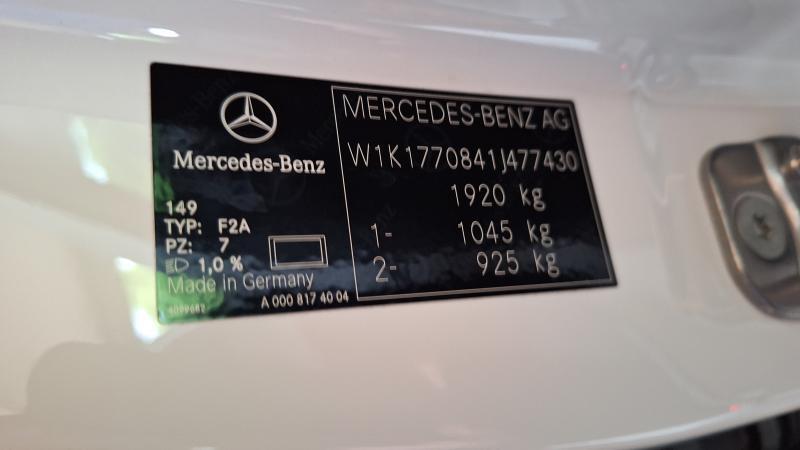 Mercedes-Benz
149
TYP: F2A
PZ: 7
1,0 %
Made in Germany
A 000 817 40 04
MERCEDES-BENZ AG
W1K1770841J477430
1920 kg
1- 1045 kg
2- 925 kg